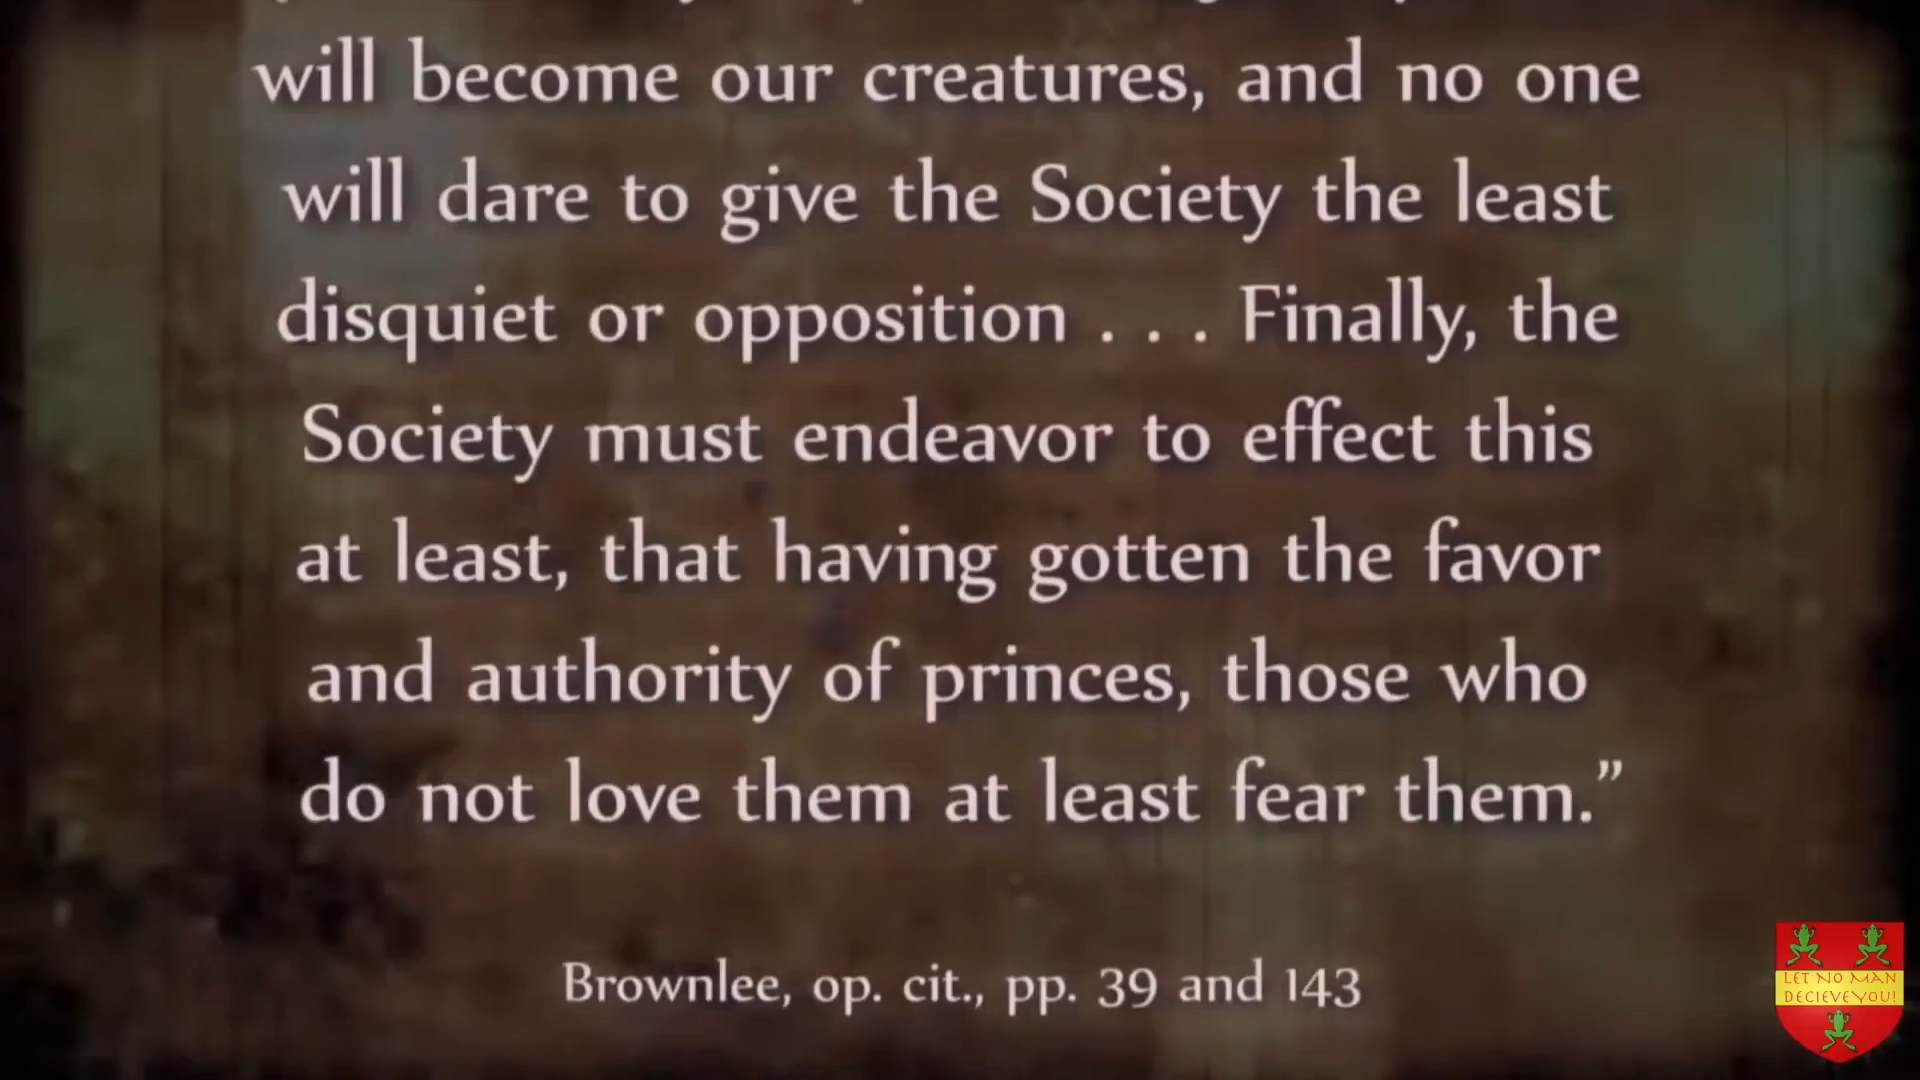 will become our creatures, and no one
will dare to give the Society the least
disquiet or opposition . . . Finally, the
Society must endeavor to effect this
at least, that having gotten the favor
and authority of princes, those who
do not love them at least fear them.”
Brownlee, op. cit., pp. 39 and 143
LET NO MAN
DECIEVE YOU!